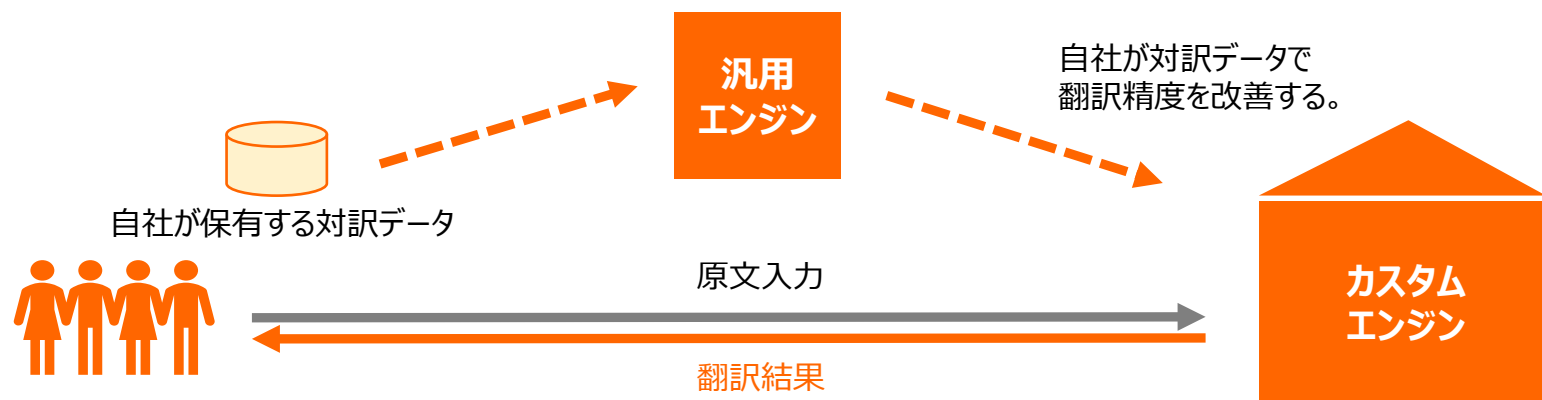 汎用
エンジン
自社が対訳データで
翻訳精度を改善する。
自社が保有する対訳データ
原文入力
カスタム
エンジン
翻訳結果